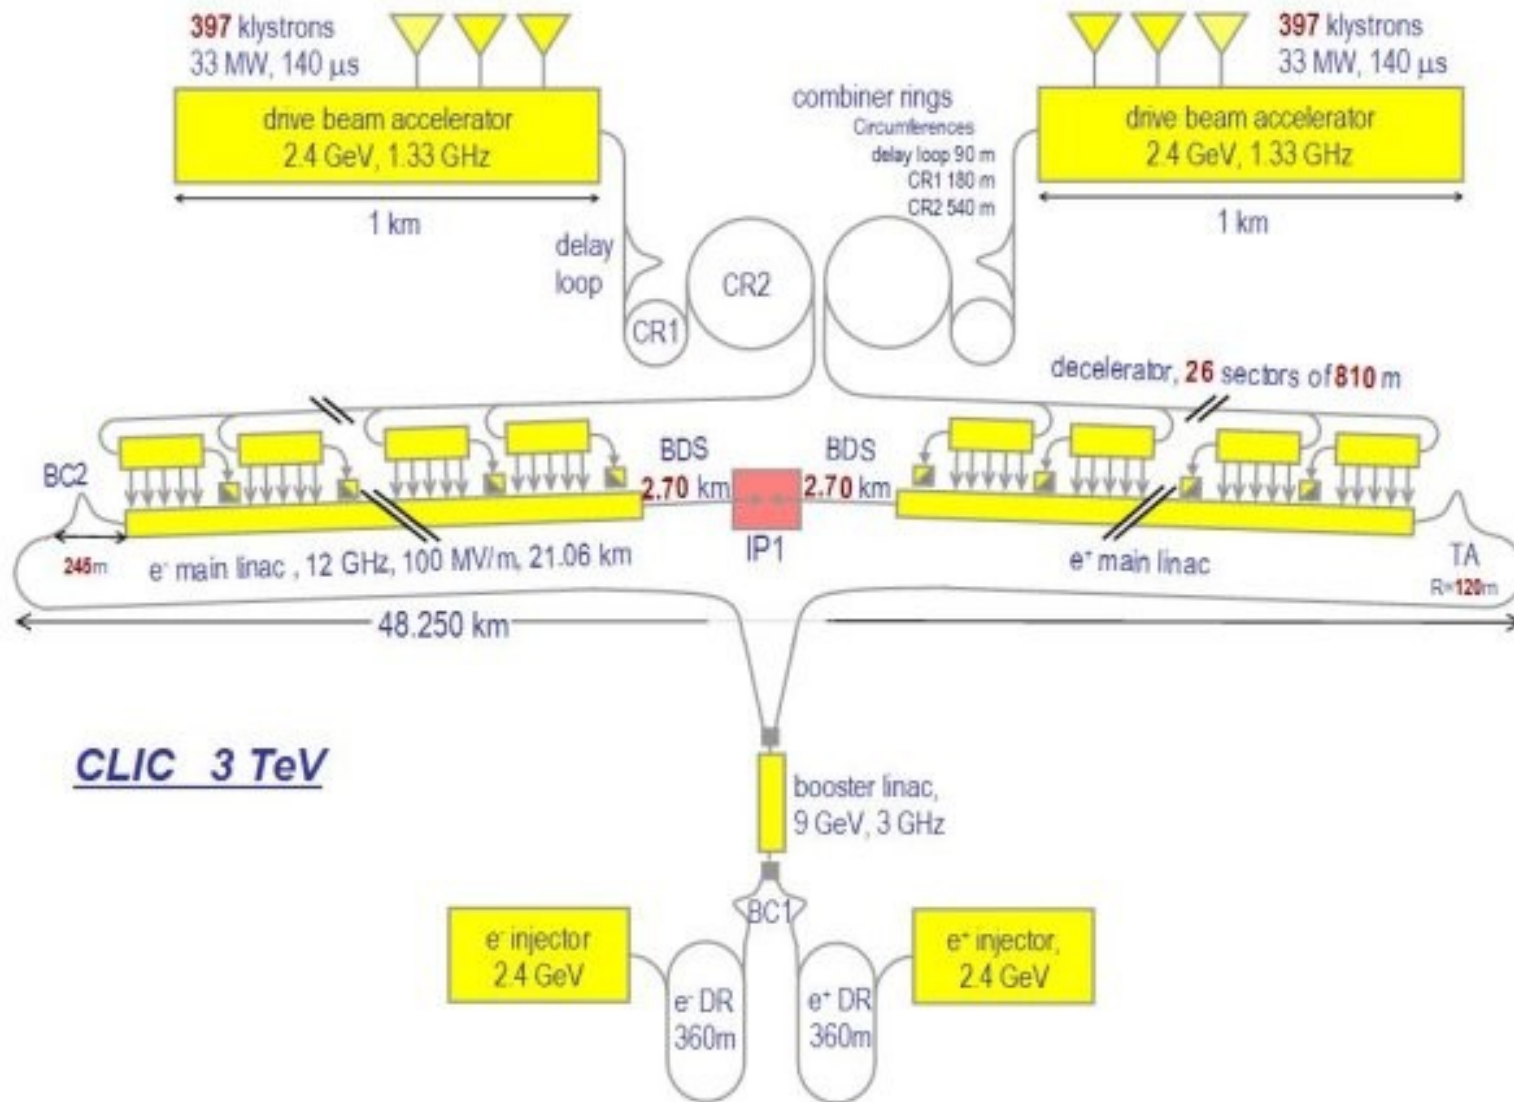 397 klystrons
33 MW, 140 μs
397 klystrons
33 MW, 140 μs
drive beam accelerator
2.4 GeV, 1.33 GHz
combiner rings
Circumferences
delay loop 90 m
CR1 180 m
CR2 540 m
drive beam accelerator
2.4 GeV, 1.33 GHz
1 km
1 km
delay
loop
CR2
CR1
decelerator, 26 sectors of 810 m
BC2
BDS
2.70 km
BDS
2.70 km
IP1
245m
e⁻ main linac , 12 GHz, 100 MV/m, 21.06 km
e⁺ main linac
TA
R=120m
48.250 km
CLIC 3 TeV
booster linac,
9 GeV, 3 GHz
BC1
e⁻ injector
2.4 GeV
e⁺ injector,
2.4 GeV
e⁻ DR
360m
e⁺ DR
360m